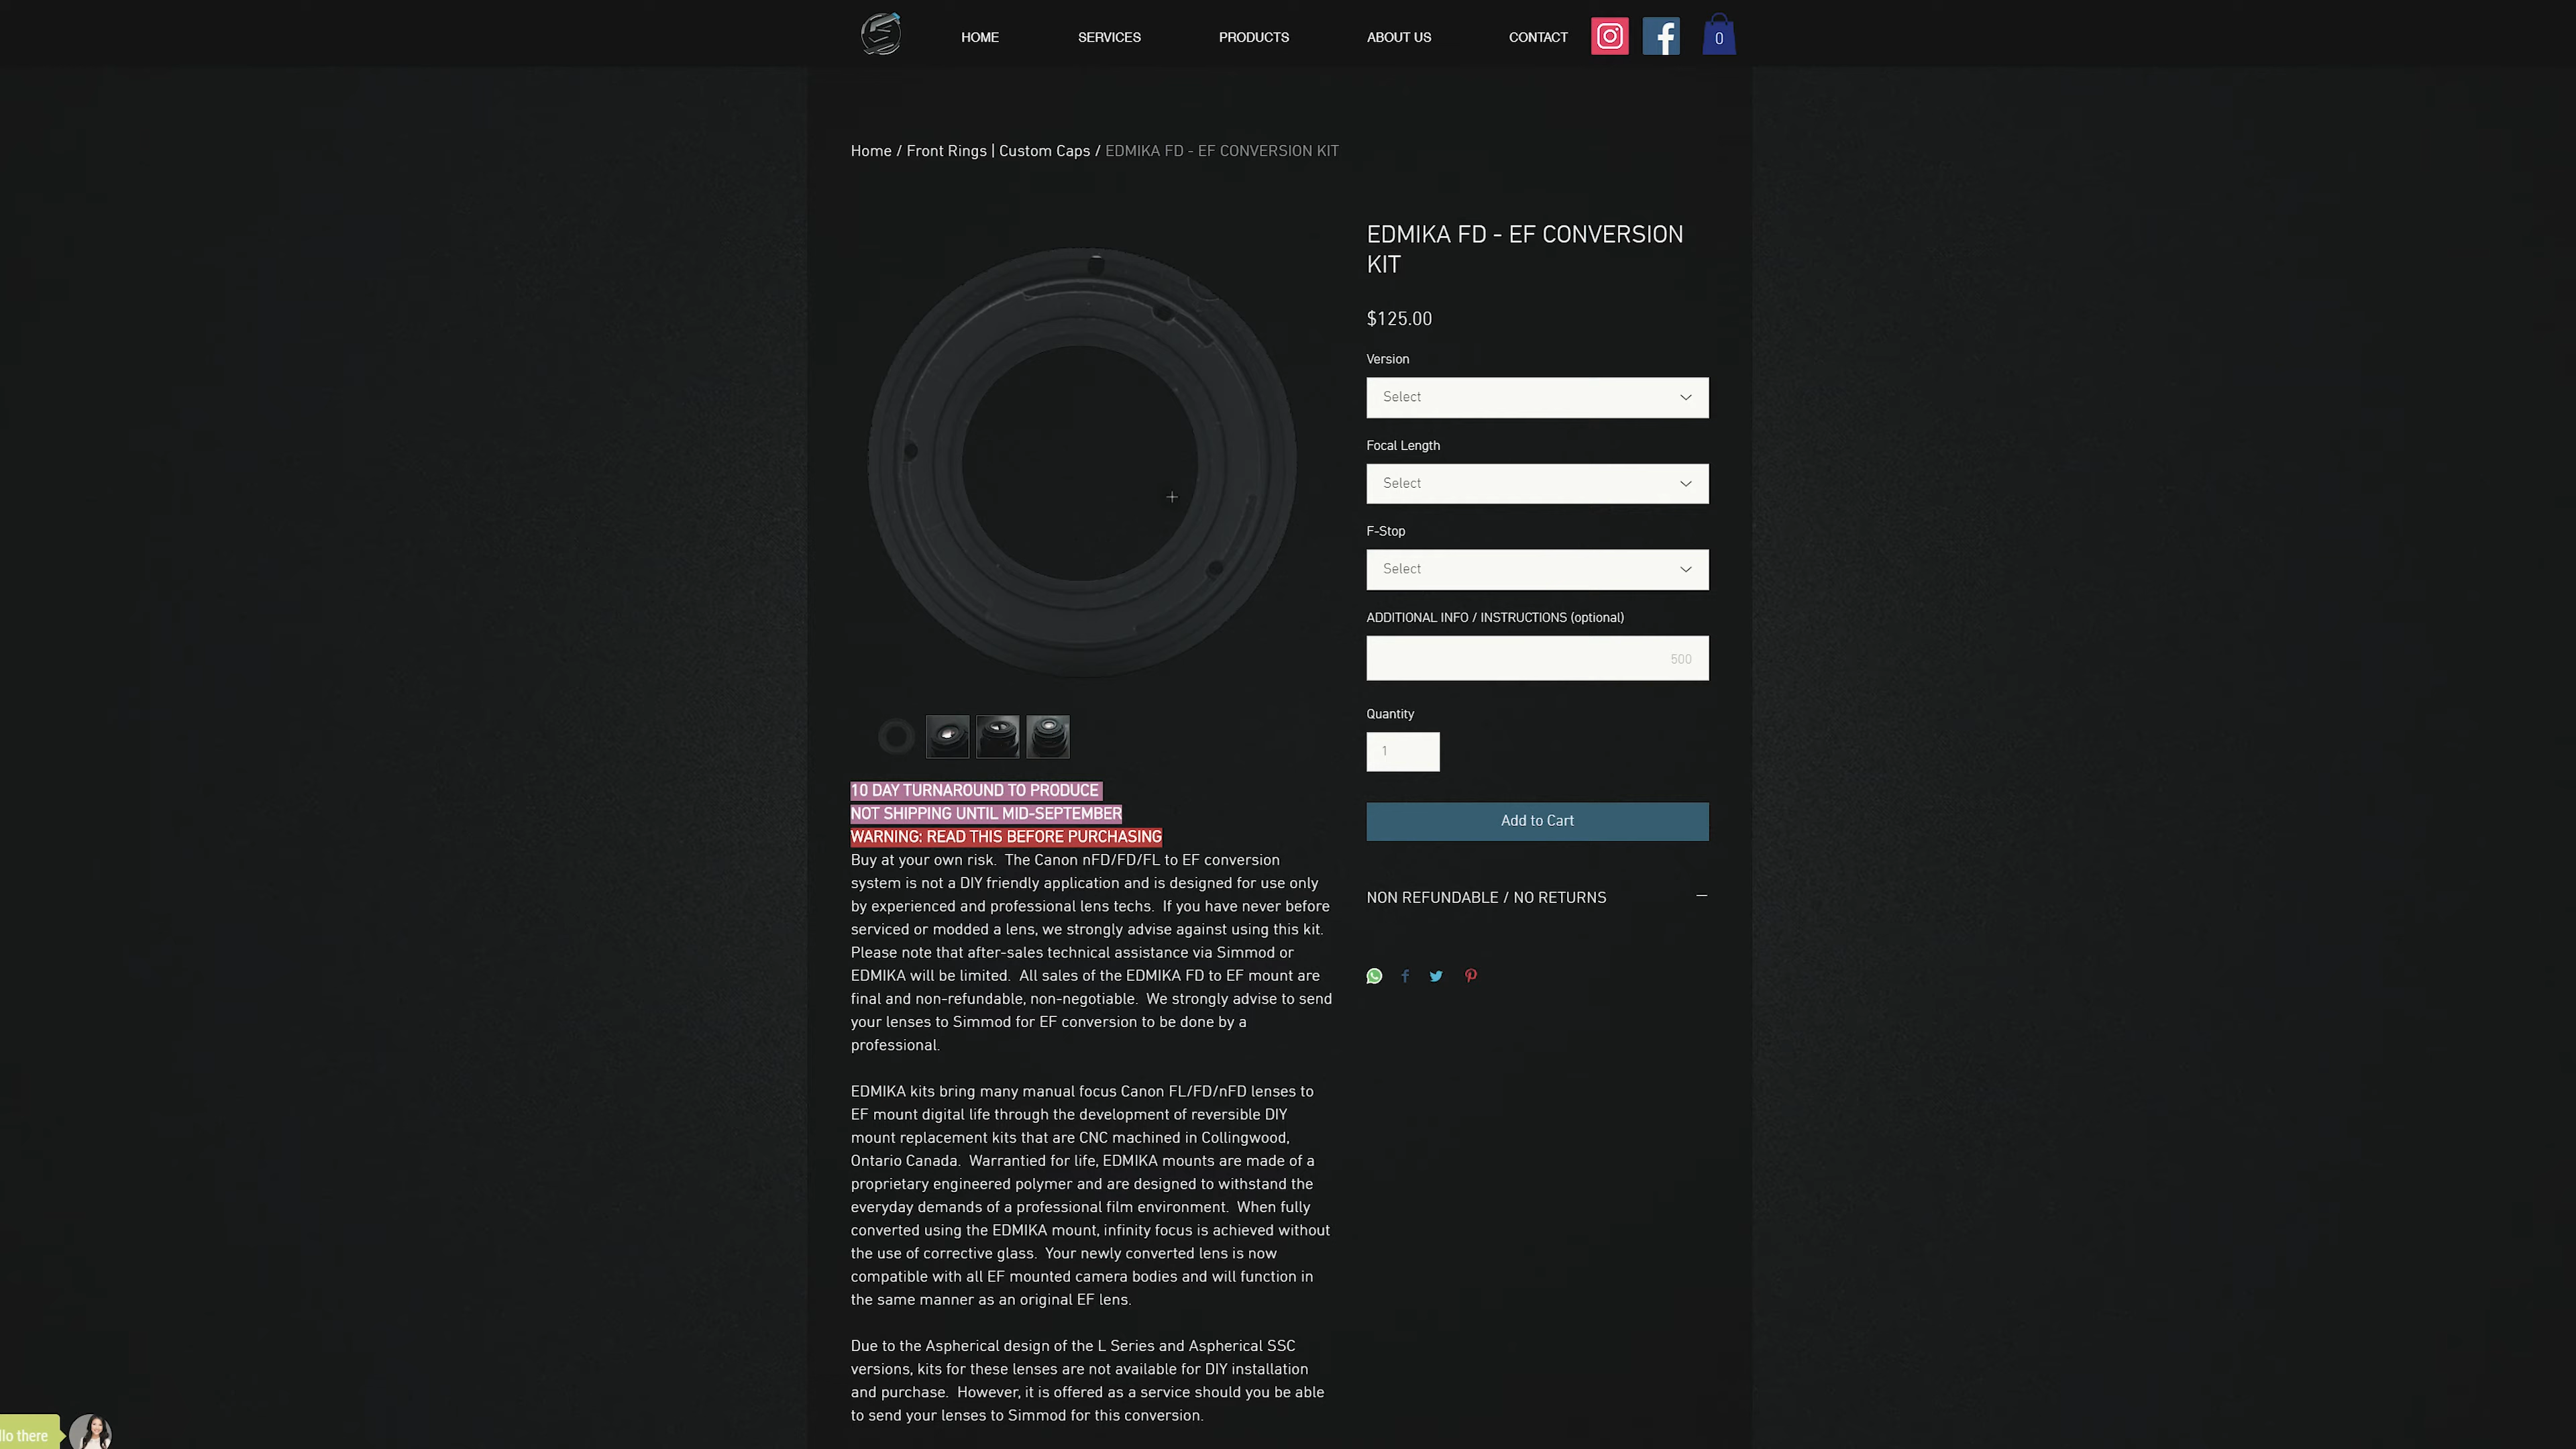 HOME
SERVICES
PRODUCTS
ABOUT US
CONTACT
0
Home / Front Rings | Custom Caps / EDMIKA FD - EF CONVERSION KIT
EDMIKA FD - EF CONVERSION
KIT
$125.00
Version
Select
Focal Length
Select
F-Stop
Select
ADDITIONAL INFO / INSTRUCTIONS (optional)
500
Quantity
1
Add to Cart
NON REFUNDABLE / NO RETURNS
10 DAY TURNAROUND TO PRODUCE
NOT SHIPPING UNTIL MID-SEPTEMBER
WARNING: READ THIS BEFORE PURCHASING
Buy at your own risk.  The Canon nFD/FD/FL to EF conversion
system is not a DIY friendly application and is designed for use only
by experienced and professional lens techs.  If you have never before
serviced or modded a lens, we strongly advise against using this kit.
Please note that after-sales technical assistance via Simmod or
EDMIKA will be limited.  All sales of the EDMIKA FD to EF mount are
final and non-refundable, non-negotiable.  We strongly advise to send
your lenses to Simmod for EF conversion to be done by a
professional.
EDMIKA kits bring many manual focus Canon FL/FD/nFD lenses to
EF mount digital life through the development of reversible DIY
mount replacement kits that are CNC machined in Collingwood,
Ontario Canada.  Warrantied for life, EDMIKA mounts are made of a
proprietary engineered polymer and are designed to withstand the
everyday demands of a professional film environment.  When fully
converted using the EDMIKA mount, infinity focus is achieved without
the use of corrective glass.  Your newly converted lens is now
compatible with all EF mounted camera bodies and will function in
the same manner as an original EF lens.
Due to the Aspherical design of the L Series and Aspherical SSC
versions, kits for these lenses are not available for DIY installation
and purchase.  However, it is offered as a service should you be able
to send your lenses to Simmod for this conversion.
llo there